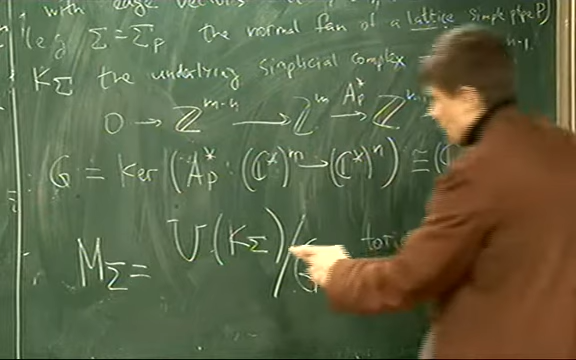 with edge vectors
(e.g. Σ = Σ_P the normal fan of a lattice simple P)
K_Σ the underlying simplicial complex n-1.
0 → ℤ^{m-n} → ℤ^m A_P^* → ℤ^n
G = Ker (A_P^* : (ℂ^*)^m → (ℂ^*)^n) ≅ (ℂ
M_Σ = U(K_Σ)/G toric